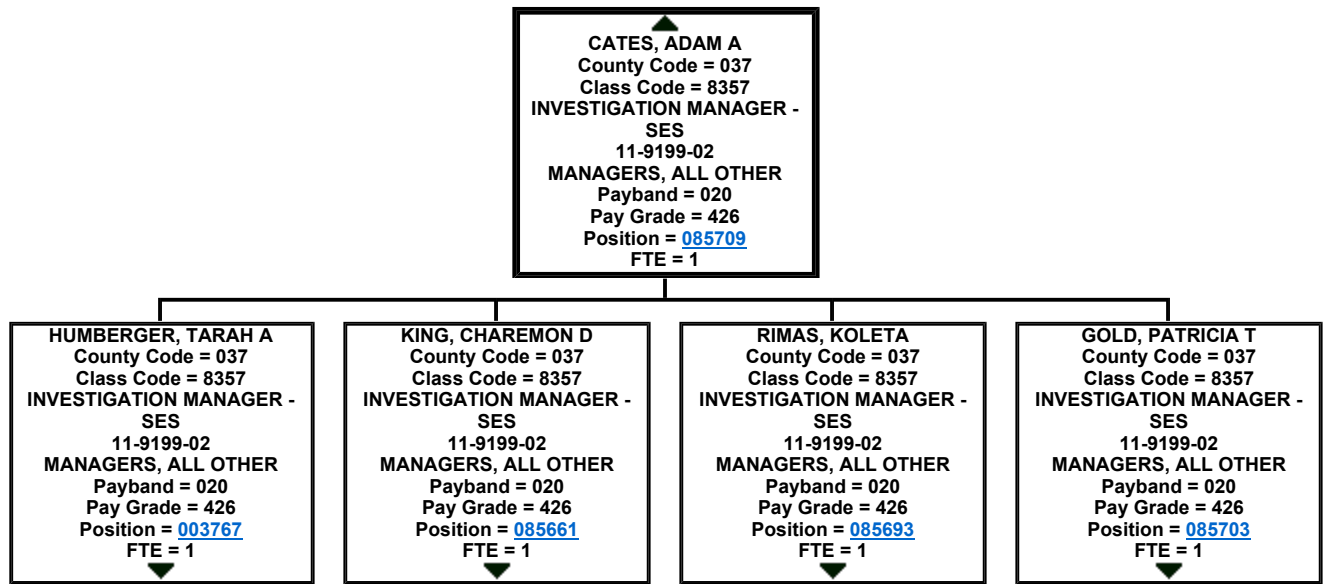 CATES, ADAM A
County Code = 037
Class Code = 8357
INVESTIGATION MANAGER -
SES
11-9199-02
MANAGERS, ALL OTHER
Payband = 020
Pay Grade = 426
Position = 085709
FTE = 1
HUMBERGER, TARAH A
County Code = 037
Class Code = 8357
INVESTIGATION MANAGER -
SES
11-9199-02
MANAGERS, ALL OTHER
Payband = 020
Pay Grade = 426
Position = 003767
FTE = 1
KING, CHAREMON D
County Code = 037
Class Code = 8357
INVESTIGATION MANAGER -
SES
11-9199-02
MANAGERS, ALL OTHER
Payband = 020
Pay Grade = 426
Position = 085661
FTE = 1
RIMAS, KOLETA
County Code = 037
Class Code = 8357
INVESTIGATION MANAGER -
SES
11-9199-02
MANAGERS, ALL OTHER
Payband = 020
Pay Grade = 426
Position = 085693
FTE = 1
GOLD, PATRICIA T
County Code = 037
Class Code = 8357
INVESTIGATION MANAGER -
SES
11-9199-02
MANAGERS, ALL OTHER
Payband = 020
Pay Grade = 426
Position = 085703
FTE = 1